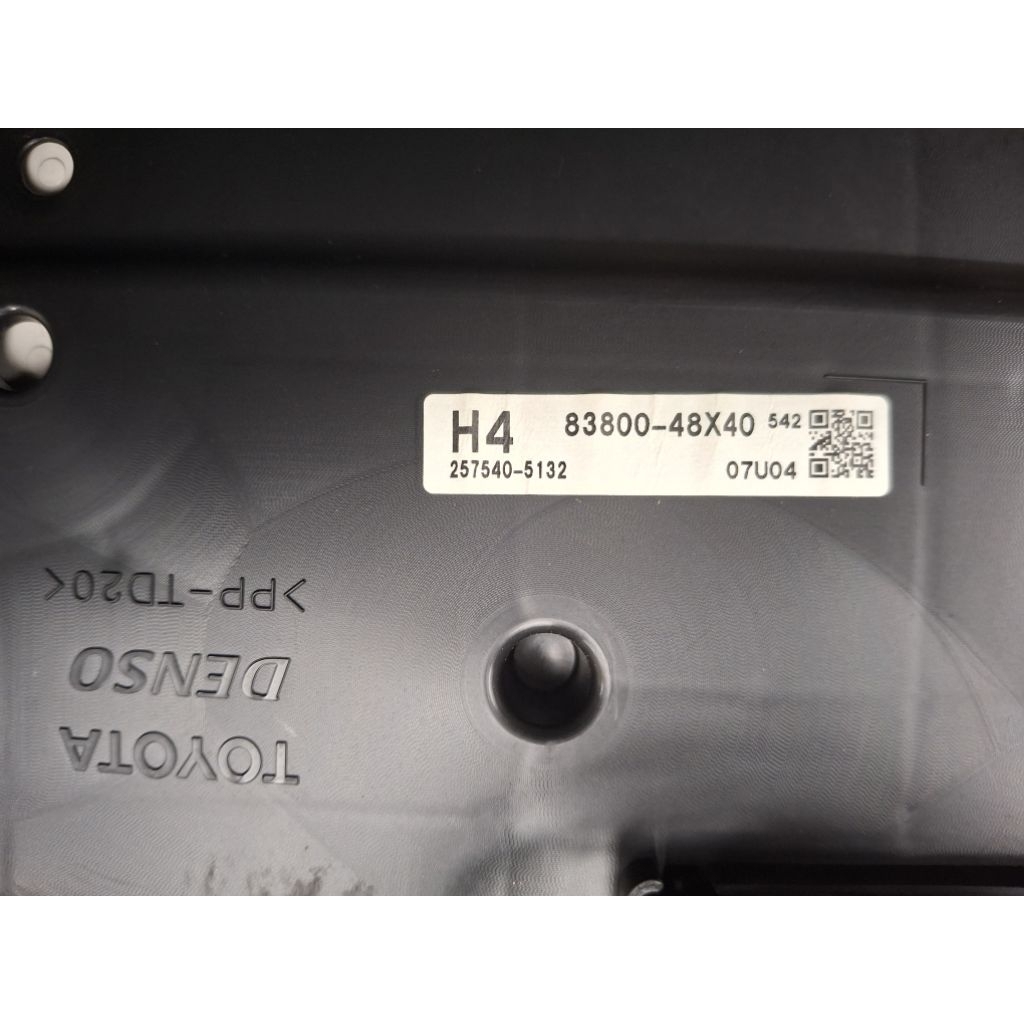 H4 83800-48X40 542
257540-5132 07U04
>PP-TD20<
DENSO
TOYOTA